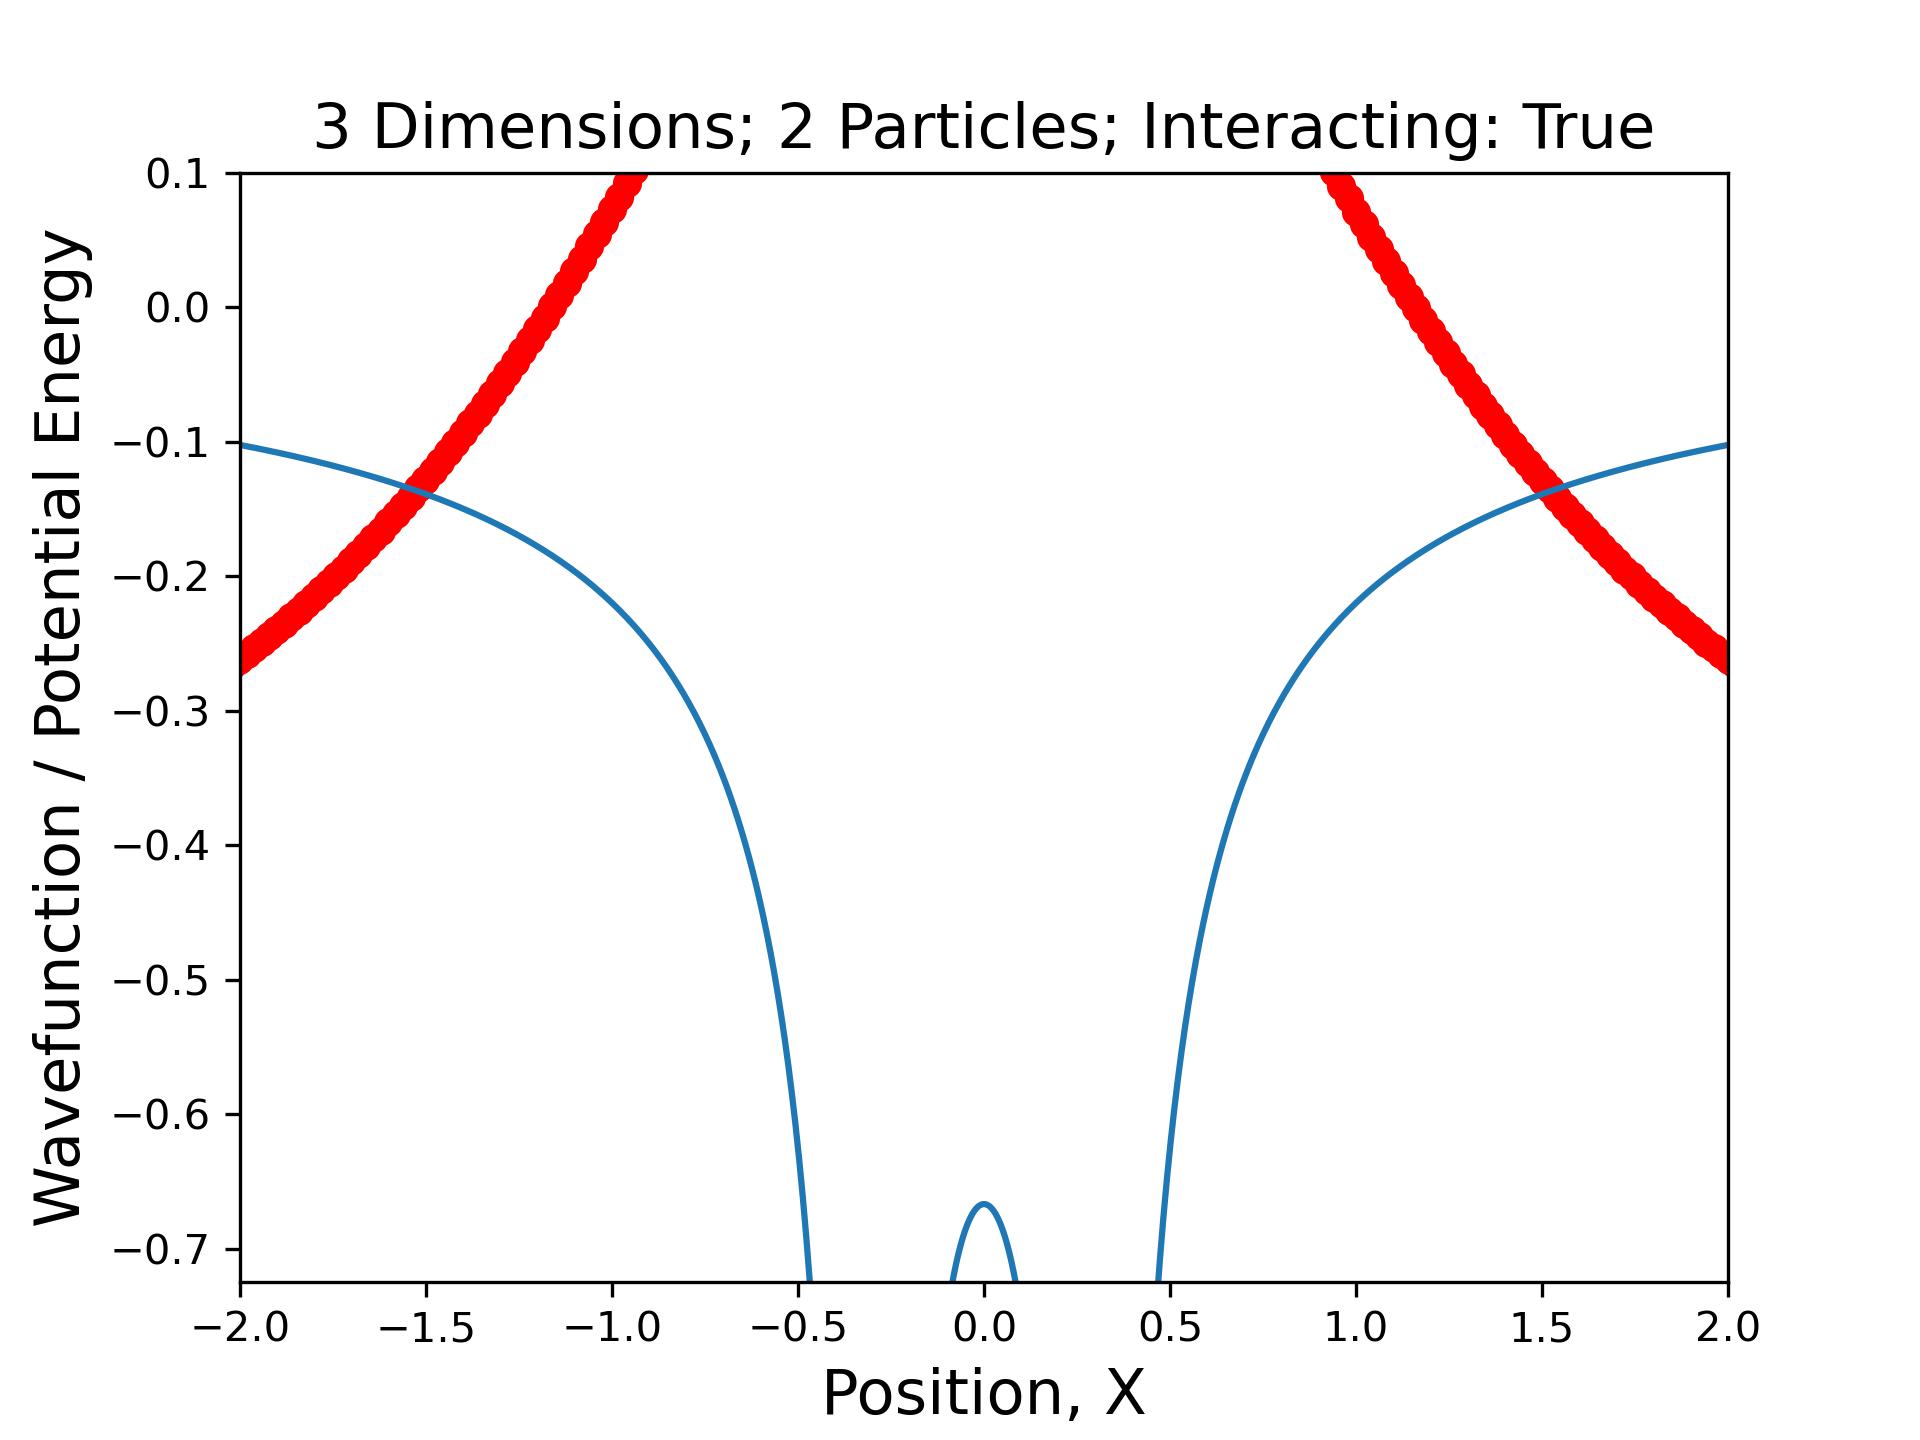 3 Dimensions; 2 Particles; Interacting: True
Wavefunction / Potential Energy
0.1
0.0
−0.1
−0.2
−0.3
−0.4
−0.5
−0.6
−0.7
−2.0 −1.5 −1.0 −0.5 0.0 0.5 1.0 1.5 2.0
Position, X